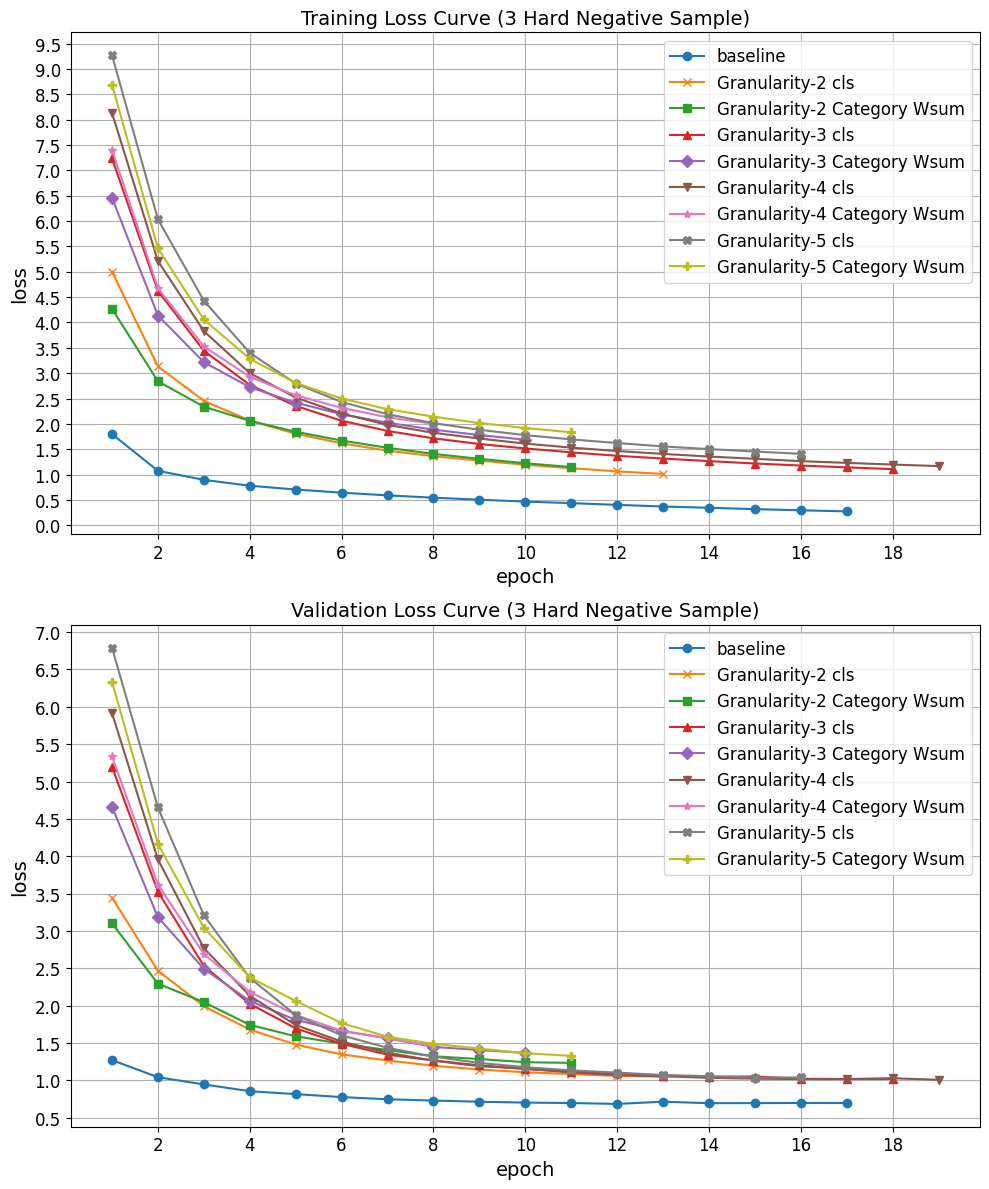 Training Loss Curve (3 Hard Negative Sample)
9.5
9.0
8.5
8.0
7.5
7.0
6.5
6.0
5.5
5.0
4.5
4.0
3.5
3.0
2.5
2.0
1.5
1.0
0.5
0.0
loss
baseline
Granularity-2 cls
Granularity-2 Category Wsum
Granularity-3 cls
Granularity-3 Category Wsum
Granularity-4 cls
Granularity-4 Category Wsum
Granularity-5 cls
Granularity-5 Category Wsum
2 4 6 8 10 12 14 16 18
epoch
Validation Loss Curve (3 Hard Negative Sample)
7.0
6.5
6.0
5.5
5.0
4.5
4.0
3.5
3.0
2.5
2.0
1.5
1.0
0.5
loss
baseline
Granularity-2 cls
Granularity-2 Category Wsum
Granularity-3 cls
Granularity-3 Category Wsum
Granularity-4 cls
Granularity-4 Category Wsum
Granularity-5 cls
Granularity-5 Category Wsum
2 4 6 8 10 12 14 16 18
epoch